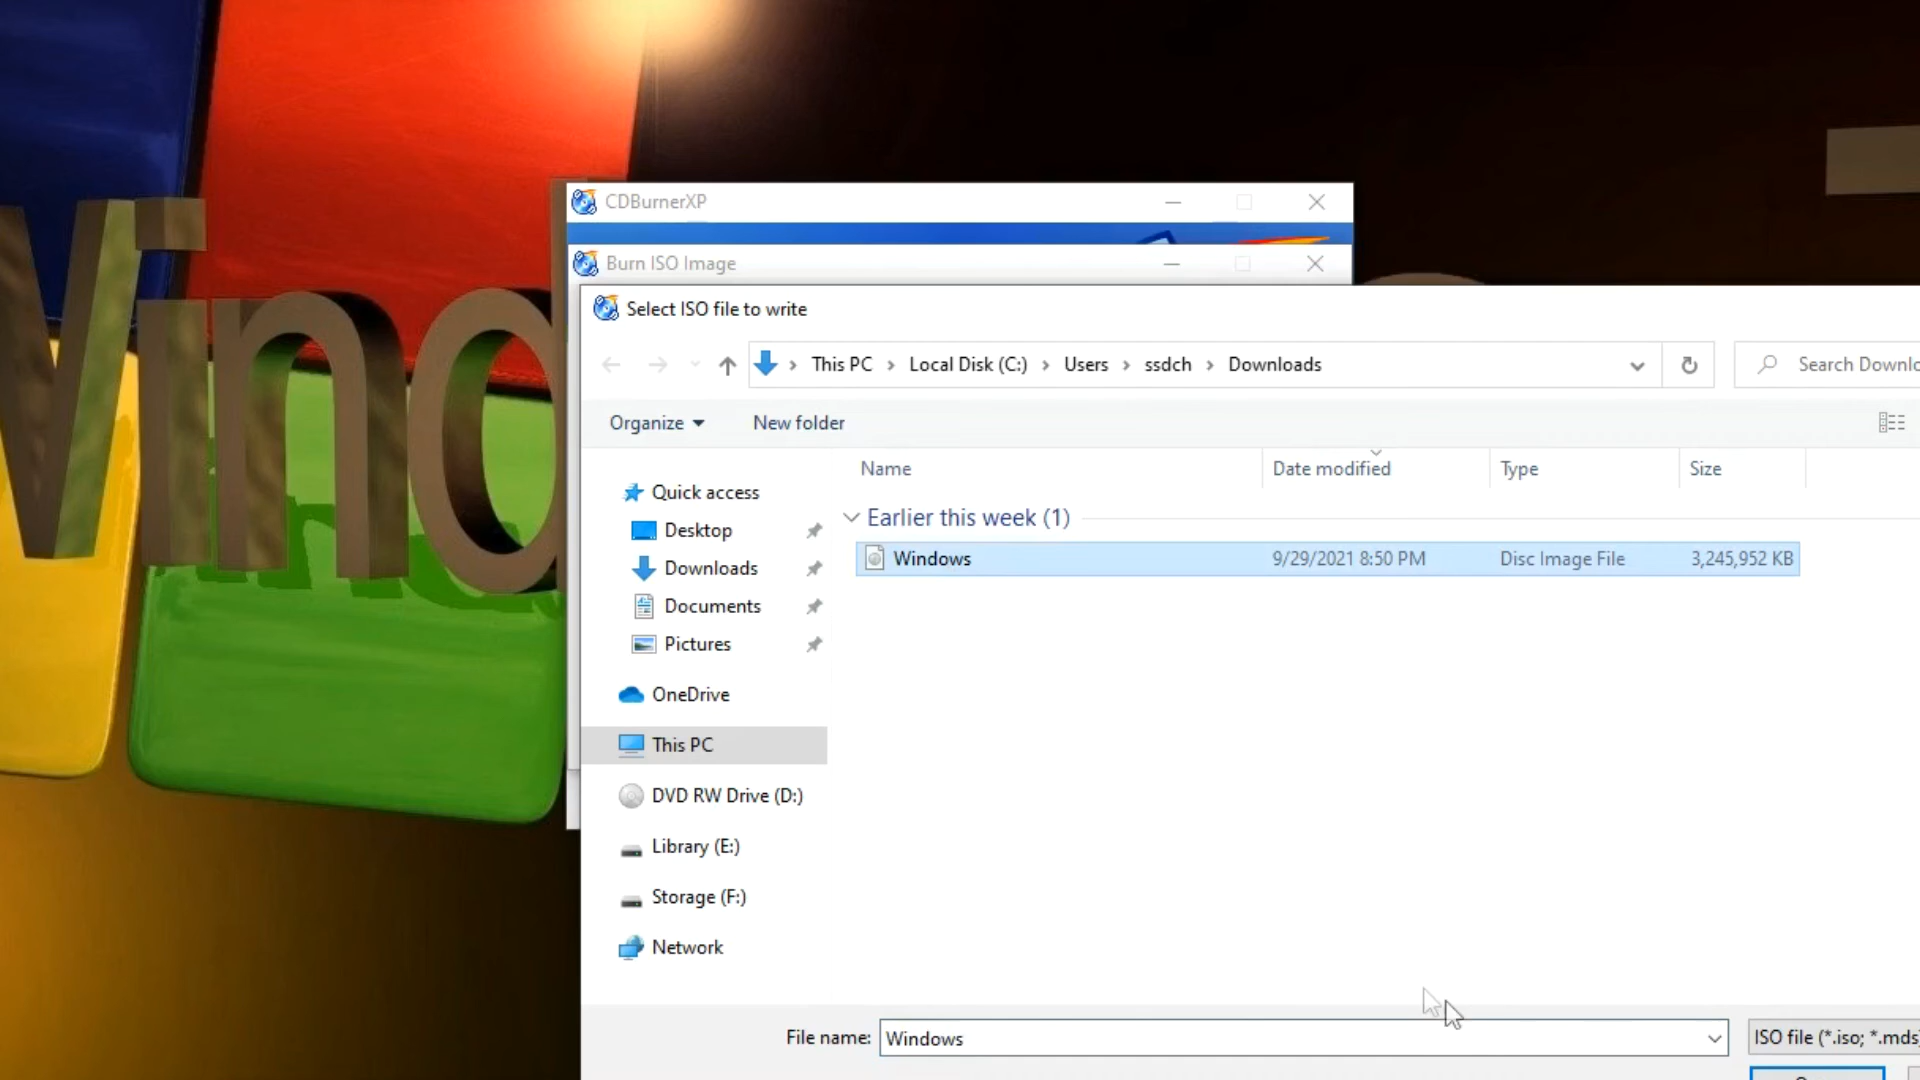 Wind
CDBurnerXP
Burn ISO Image
Select ISO file to write
This PC > Local Disk (C:) > Users > ssdch > Downloads
Search Downlo
Organize
New folder
Name Date modified Type Size
Earlier this week (1)
Windows 9/29/2021 8:50 PM Disc Image File 3,245,952 KB
Quick access
Desktop
Downloads
Documents
Pictures
OneDrive
This PC
DVD RW Drive (D:)
Library (E:)
Storage (F:)
Network
File name: Windows
ISO file (*.iso; *.mds